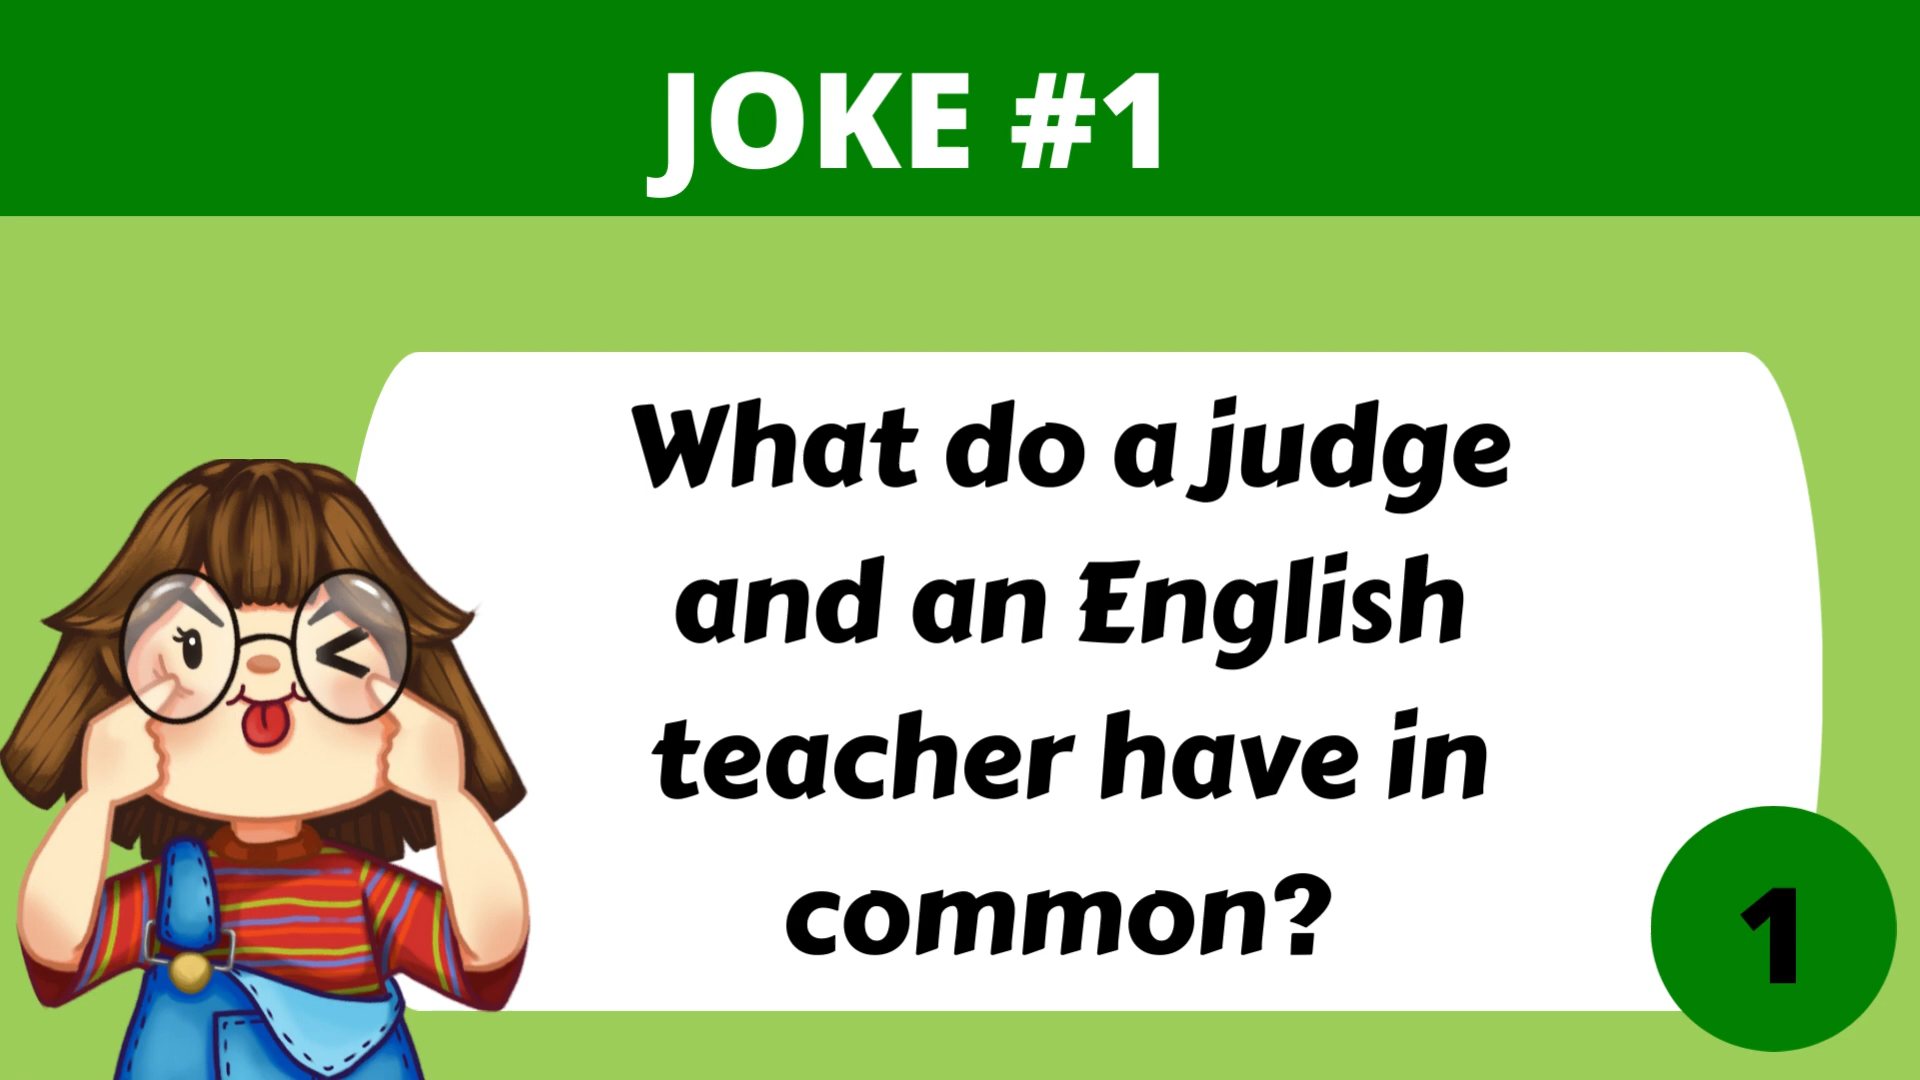 JOKE #1
What do a judge
and an English
teacher have in
common?
1